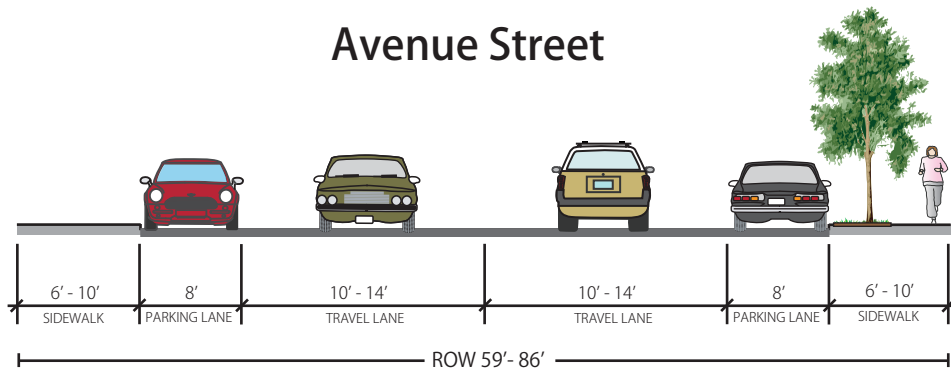 Avenue Street
6’ - 10’ 8’ 10’ - 14’ 10’ - 14’ 8’ 6’ - 10’
SIDEWALK PARKING LANE TRAVEL LANE TRAVEL LANE PARKING LANE SIDEWALK
ROW 59’- 86’